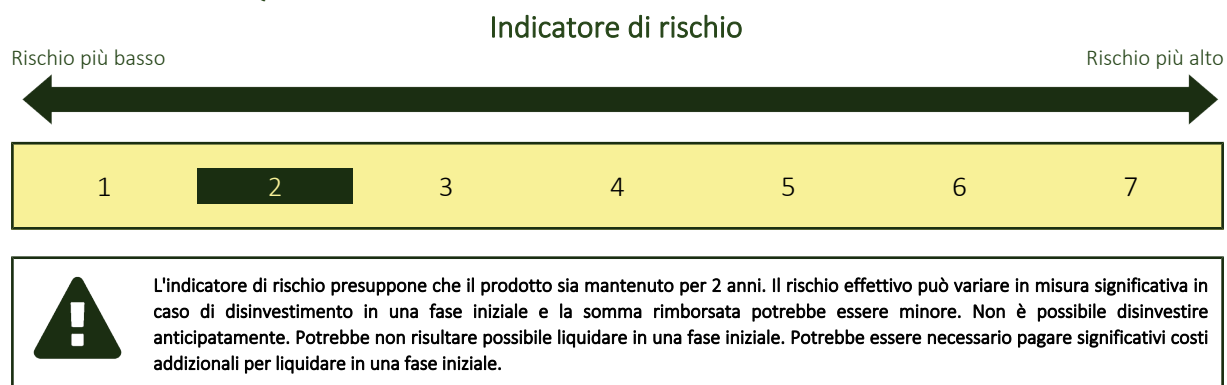 Indicatore di rischio
Rischio più basso
Rischio più alto
1 2 3 4 5 6 7
L'indicatore di rischio presuppone che il prodotto sia mantenuto per 2 anni. Il rischio effettivo può variare in misura significativa in
caso di disinvestimento in una fase iniziale e la somma rimborsata potrebbe essere minore. Non è possibile disinvestire
anticipatamente. Potrebbe non risultare possibile liquidare in una fase iniziale. Potrebbe essere necessario pagare significativi costi
addizionali per liquidare in una fase iniziale.